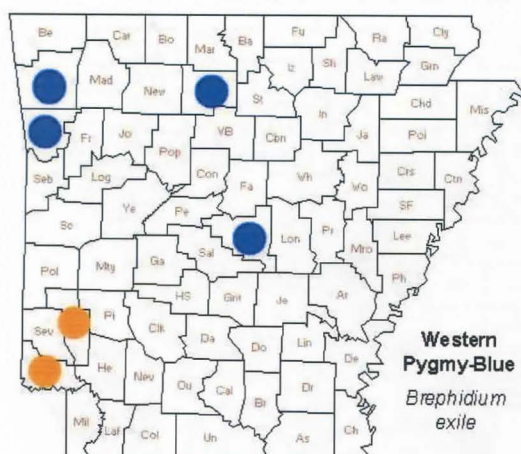 Be Car Bo Mar Ba Fu Ra Cly
Iz Sh Law Grn
Mad New St
Chd Mis
In Ja Poi
Fr Jo Pop VB Cbn
Seb Log Con Fa Wh Wo Crs Ctn
SF
Ye Pe
Sc Sal Lon Pr Mro Lee
Pol Mty Ga Ph
HS Grt Je Ar
Sev Pi Clk Da Do Lin De
Western
Pygmy-Blue
He Nev Ou Cal Dr
Brephidium
exile
Br
Mil Laf Col Un As Ch